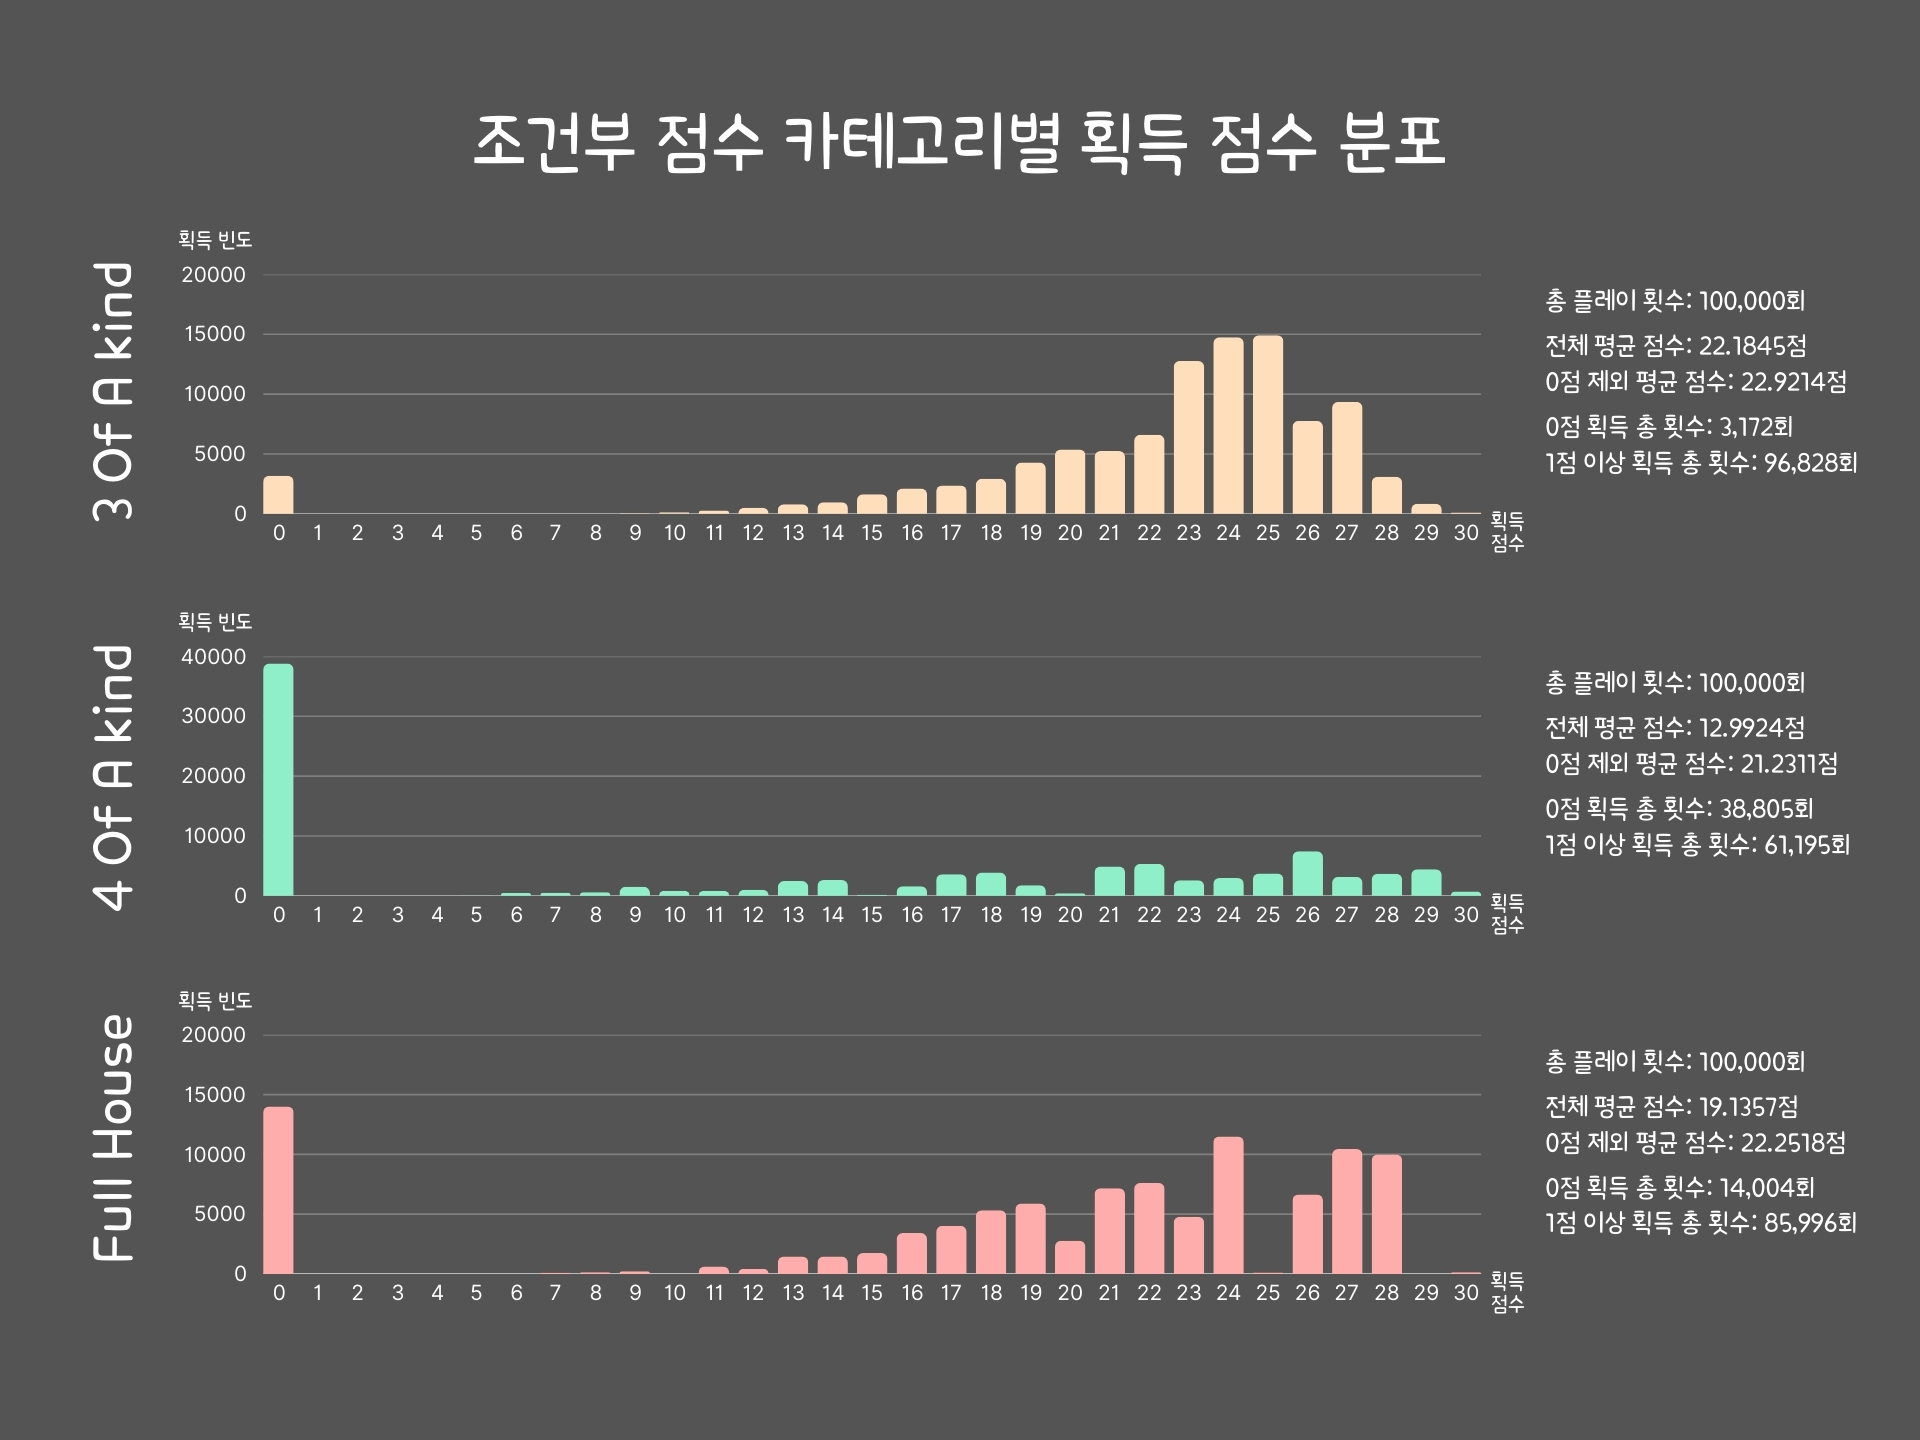 조건부 점수 카테고리별 획득 점수 분포
3 Of A kind
획득 빈도
20000
15000
10000
5000
0
0 1 2 3 4 5 6 7 8 9 10 11 12 13 14 15 16 17 18 19 20 21 22 23 24 25 26 27 28 29 30
획득
점수
총 플레이 횟수: 100,000회
전체 평균 점수: 22.1845점
0점 제외 평균 점수: 22.9214점
0점 획득 총 횟수: 3,172회
1점 이상 획득 총 횟수: 96,828회
4 Of A kind
획득 빈도
40000
30000
20000
10000
0
0 1 2 3 4 5 6 7 8 9 10 11 12 13 14 15 16 17 18 19 20 21 22 23 24 25 26 27 28 29 30
획득
점수
총 플레이 횟수: 100,000회
전체 평균 점수: 12.9924점
0점 제외 평균 점수: 21.2311점
0점 획득 총 횟수: 38,805회
1점 이상 획득 총 횟수: 61,195회
Full House
획득 빈도
20000
15000
10000
5000
0
0 1 2 3 4 5 6 7 8 9 10 11 12 13 14 15 16 17 18 19 20 21 22 23 24 25 26 27 28 29 30
획득
점수
총 플레이 횟수: 100,000회
전체 평균 점수: 19.1357점
0점 제외 평균 점수: 22.2518점
0점 획득 총 횟수: 14,004회
1점 이상 획득 총 횟수: 85,996회